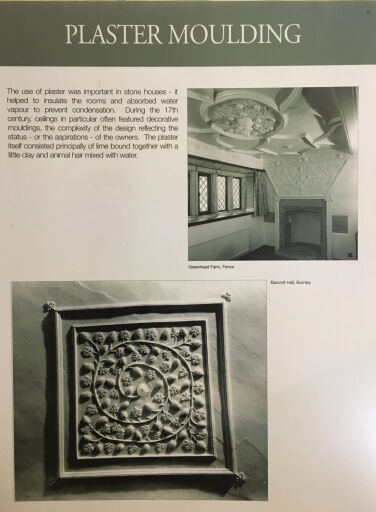 PLASTER MOULDING
The use of plaster was important in stone houses - it
helped to insulate the rooms and absorbed water
vapour to prevent condensation. During the 17th
century, ceilings in particular often featured decorative
mouldings, the complexity of the design reflecting the
status - or the aspirations - of the owners. The plaster
itself consisted principally of lime bound together with a
little clay and animal hair mixed with water.
Greenhead Farm, Fence
Barcroft Hall, Burnley